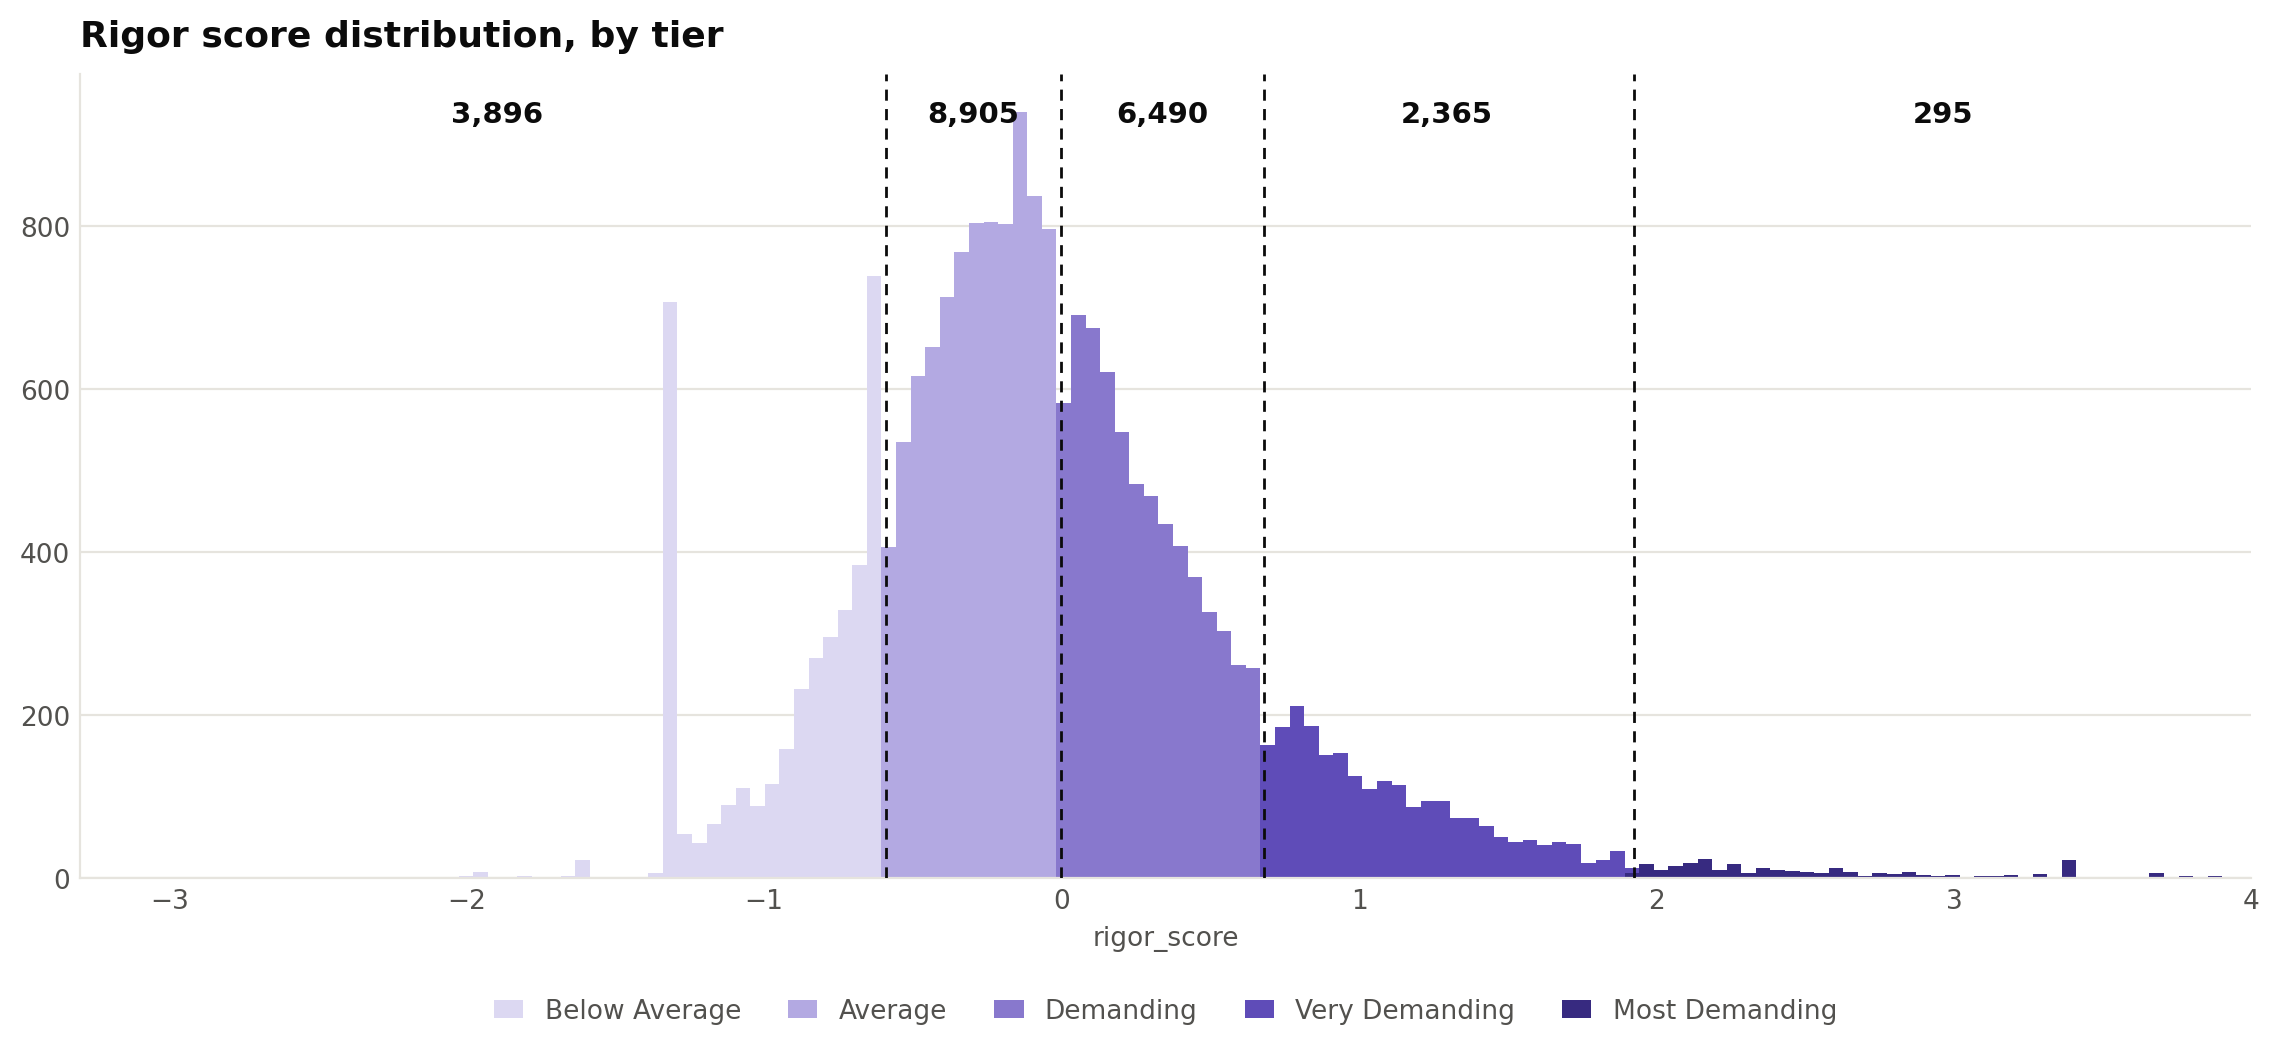 Rigor score distribution, by tier
3,896
8,905
6,490
2,365
295
800
600
400
200
0
−3
−2
−1
0
1
2
3
4
rigor_score
Below Average
Average
Demanding
Very Demanding
Most Demanding